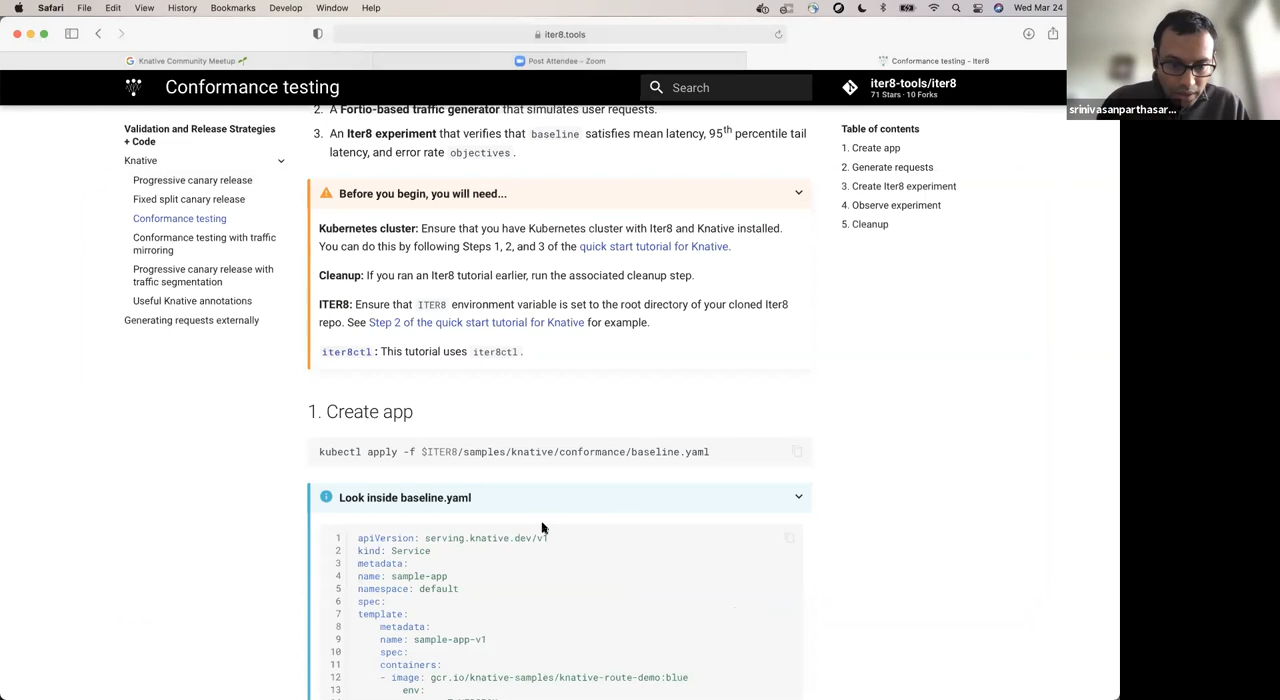 Safari File Edit View History Bookmarks Develop Window Help Wed Mar 24
iter8.tools
Knative Community Meetup Post Attendee - Zoom Conformance testing - Iter8
Conformance testing
Search
iter8-tools/iter8
71 Stars · 10 Forks
srinivasanparthasar...
Validation and Release Strategies
+ Code
Knative
Progressive canary release
Fixed split canary release
Conformance testing
Conformance testing with traffic
mirroring
Progressive canary release with
traffic segmentation
Useful Knative annotations
Generating requests externally
2. A Fortio-based traffic generator that simulates user requests.
3. An Iter8 experiment that verifies that baseline satisfies mean latency, 95th percentile tail
latency, and error rate objectives.
Before you begin, you will need...
Kubernetes cluster: Ensure that you have Kubernetes cluster with Iter8 and Knative installed.
You can do this by following Steps 1, 2, and 3 of the quick start tutorial for Knative.
Cleanup: If you ran an Iter8 tutorial earlier, run the associated cleanup step.
ITER8: Ensure that ITER8 environment variable is set to the root directory of your cloned Iter8
repo. See Step 2 of the quick start tutorial for Knative for example.
iter8ctl: This tutorial uses iter8ctl.
1. Create app
kubectl apply -f $ITER8/samples/knative/conformance/baseline.yaml
Look inside baseline.yaml
1 apiVersion: serving.knative.dev/v1
2 kind: Service
3 metadata:
4 name: sample-app
5 namespace: default
6 spec:
7 template:
8 metadata:
9 name: sample-app-v1
10 spec:
11 containers:
12 - image: gcr.io/knative-samples/knative-route-demo:blue
13 env:
Table of contents
1. Create app
2. Generate requests
3. Create Iter8 experiment
4. Observe experiment
5. Cleanup